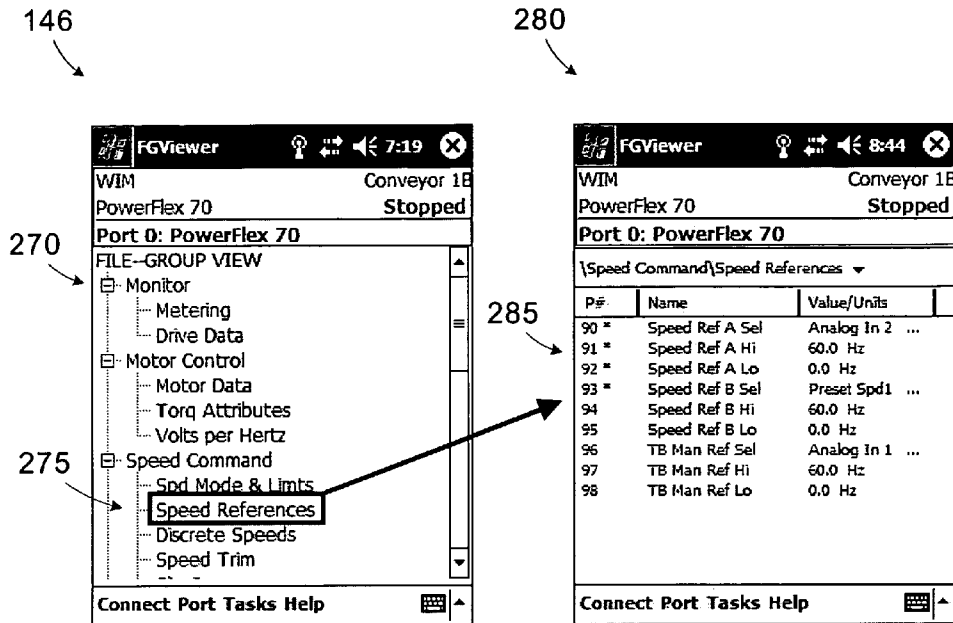 146
280
FGViewer 7:19
WIM Conveyor 1B
PowerFlex 70 Stopped
Port 0: PowerFlex 70
270
FILE--GROUP VIEW
Monitor
Metering
Drive Data
Motor Control
Motor Data
Torq Attributes
Volts per Hertz
275
Speed Command
Spd Mode & Limts
Speed References
Discrete Speeds
Speed Trim
Connect Port Tasks Help
FGViewer 8:44
WIM Conveyor 1B
PowerFlex 70 Stopped
Port 0: PowerFlex 70
\Speed Command\Speed References
285
P#. Name Value/Units
90 * Speed Ref A Sel Analog In 2 ...
91 * Speed Ref A Hi 60.0 Hz
92 * Speed Ref A Lo 0.0 Hz
93 * Speed Ref B Sel Preset Spd1 ...
94 Speed Ref B Hi 60.0 Hz
95 Speed Ref B Lo 0.0 Hz
96 TB Man Ref Sel Analog In 1 ...
97 TB Man Ref Hi 60.0 Hz
98 TB Man Ref Lo 0.0 Hz
Connect Port Tasks Help